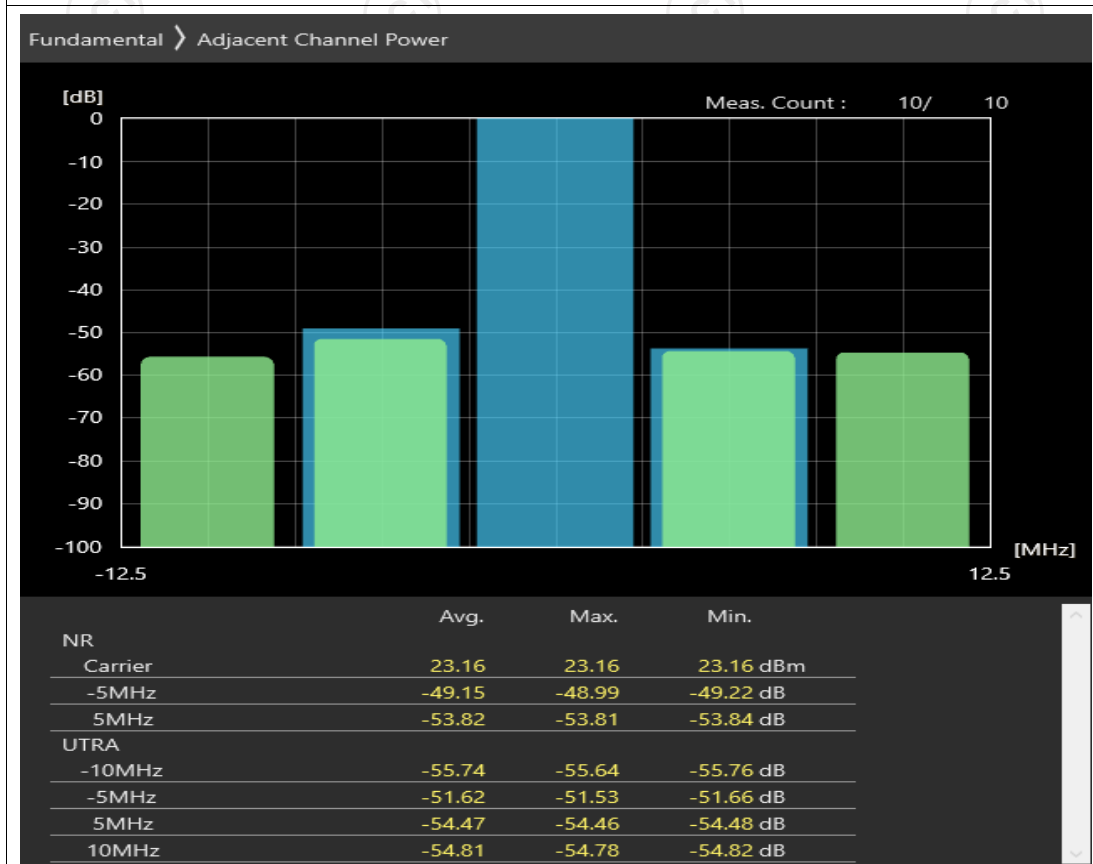 Fundamental 〉 Adjacent Channel Power
[dB]
Meas. Count : 10/ 10
0
-10
-20
-30
-40
-50
-60
-70
-80
-90
-100
[MHz]
-12.5 12.5
Avg. Max. Min.
NR
Carrier 23.16 23.16 23.16 dBm
-5MHz -49.15 -48.99 -49.22 dB
5MHz -53.82 -53.81 -53.84 dB
UTRA
-10MHz -55.74 -55.64 -55.76 dB
-5MHz -51.62 -51.53 -51.66 dB
5MHz -54.47 -54.46 -54.48 dB
10MHz -54.81 -54.78 -54.82 dB